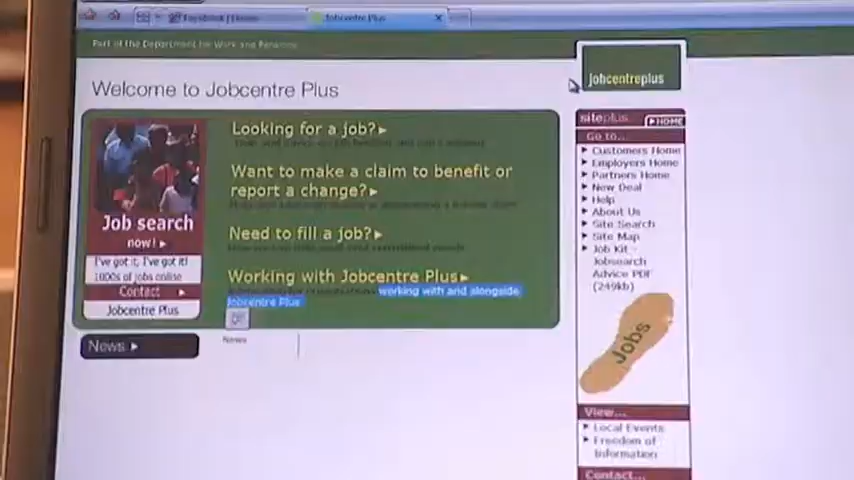 Jobcentre Plus
Part of the Department for Work and Pensions
jobcentreplus
Welcome to Jobcentre Plus
Looking for a job?
Want to make a claim to benefit or
report a change?
Need to fill a job?
Working with Jobcentre Plus
working with and alongside
Jobcentre Plus
Job search
now!
I've got it, I've got it!
1000s of jobs online
Contact
Jobcentre Plus
News
News
siteplus
HOME
Go to...
Customers Home
Employers Home
Partners Home
New Deal
Help
About Us
Site Search
Site Map
Job Kit -
Jobsearch
Advice PDF
(249kb)
Jobs
View...
Local Events
Freedom of
Information
Contact...